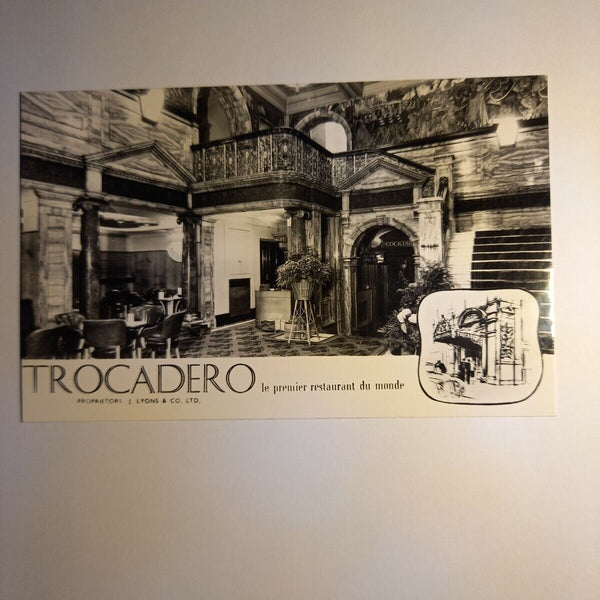 COCKTAIL
TROCADERO
le premier restaurant du monde
PROPRIETORS J. LYONS & CO. LTD.